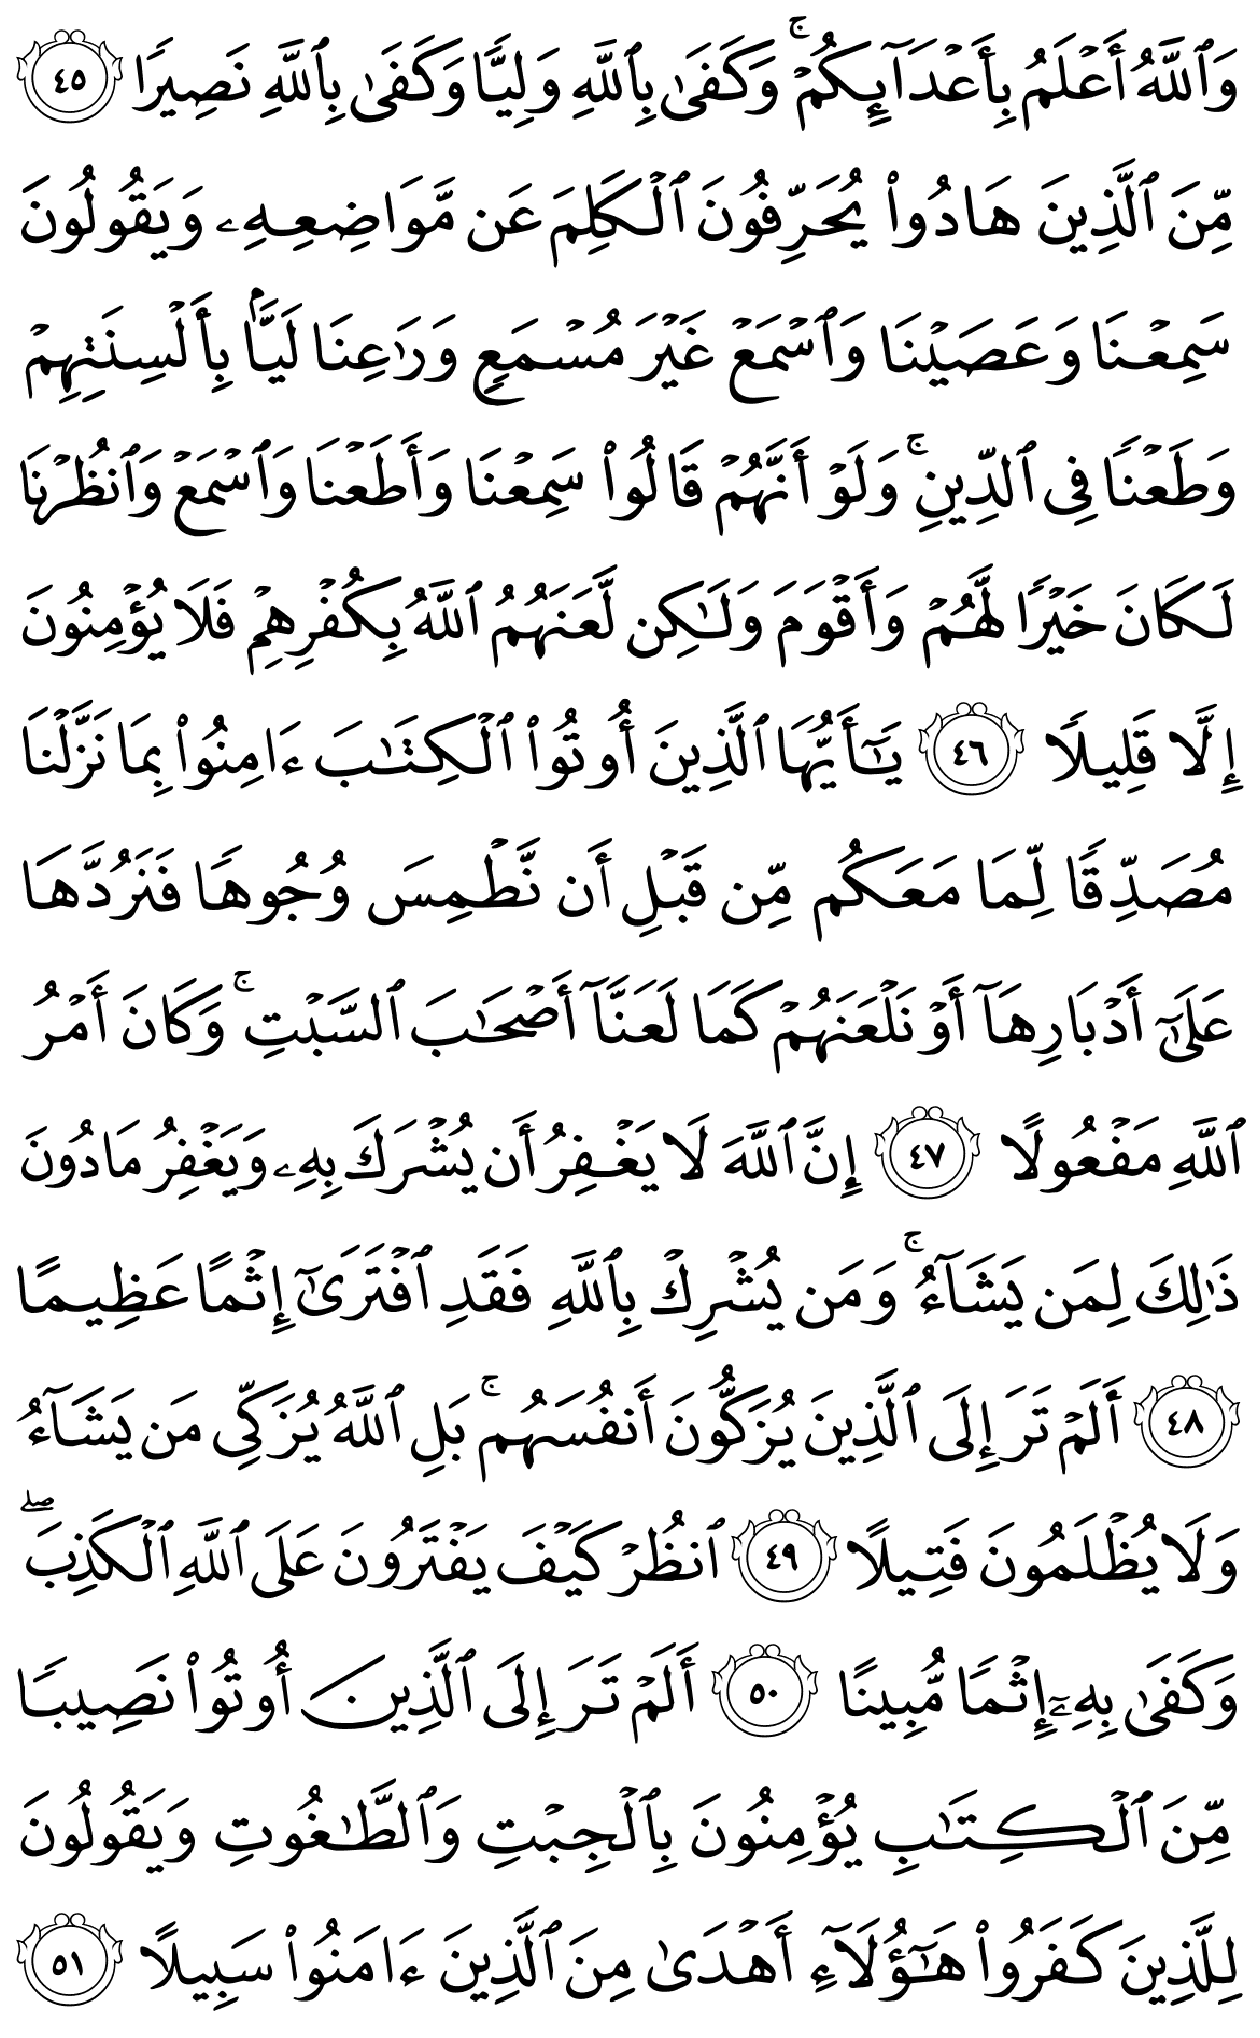 وَٱللَّهُ أَعۡلَمُ بِأَعۡدَآئِكُمۡۚ وَكَفَىٰ بِٱللَّهِ وَلِيّٗا وَكَفَىٰ بِٱللَّهِ نَصِيرٗا ٤٥
مِّنَ ٱلَّذِينَ هَادُواْ يُحَرِّفُونَ ٱلۡكَلِمَ عَن مَّوَاضِعِهِۦ وَيَقُولُونَ
سَمِعۡنَا وَعَصَيۡنَا وَٱسۡمَعۡ غَيۡرَ مُسۡمَعٖ وَرَٰعِنَا لَيَّۢا بِأَلۡسِنَتِهِمۡ
وَطَعۡنٗا فِي ٱلدِّينِۚ وَلَوۡ أَنَّهُمۡ قَالُواْ سَمِعۡنَا وَأَطَعۡنَا وَٱسۡمَعۡ وَٱنظُرۡنَا
لَكَانَ خَيۡرٗا لَّهُمۡ وَأَقۡوَمَ وَلَٰكِن لَّعَنَهُمُ ٱللَّهُ بِكُفۡرِهِمۡ فَلَا يُؤۡمِنُونَ
إِلَّا قَلِيلٗا ٤٦ يَٰٓأَيُّهَا ٱلَّذِينَ أُوتُواْ ٱلۡكِتَٰبَ ءَامِنُواْ بِمَا نَزَّلۡنَا
مُصَدِّقٗا لِّمَا مَعَكُم مِّن قَبۡلِ أَن نَّطۡمِسَ وُجُوهٗا فَنَرُدَّهَا
عَلَىٰٓ أَدۡبَارِهَآ أَوۡ نَلۡعَنَهُمۡ كَمَا لَعَنَّآ أَصۡحَٰبَ ٱلسَّبۡتِۚ وَكَانَ أَمۡرُ
ٱللَّهِ مَفۡعُولًا ٤٧ إِنَّ ٱللَّهَ لَا يَغۡفِرُ أَن يُشۡرَكَ بِهِۦ وَيَغۡفِرُ مَا دُونَ
ذَٰلِكَ لِمَن يَشَآءُۚ وَمَن يُشۡرِكۡ بِٱللَّهِ فَقَدِ ٱفۡتَرَىٰٓ إِثۡمًا عَظِيمًا
٤٨ أَلَمۡ تَرَ إِلَى ٱلَّذِينَ يُزَكُّونَ أَنفُسَهُمۚ بَلِ ٱللَّهُ يُزَكِّي مَن يَشَآءُ
وَلَا يُظۡلَمُونَ فَتِيلًا ٤٩ ٱنظُرۡ كَيۡفَ يَفۡتَرُونَ عَلَى ٱللَّهِ ٱلۡكَذِبَۖ
وَكَفَىٰ بِهِۦٓ إِثۡمٗا مُّبِينًا ٥٠ أَلَمۡ تَرَ إِلَى ٱلَّذِينَ أُوتُواْ نَصِيبٗا
مِّنَ ٱلۡكِتَٰبِ يُؤۡمِنُونَ بِٱلۡجِبۡتِ وَٱلطَّٰغُوتِ وَيَقُولُونَ
لِلَّذِينَ كَفَرُواْ هَٰٓؤُلَآءِ أَهۡدَىٰ مِنَ ٱلَّذِينَ ءَامَنُواْ سَبِيلًا ٥١